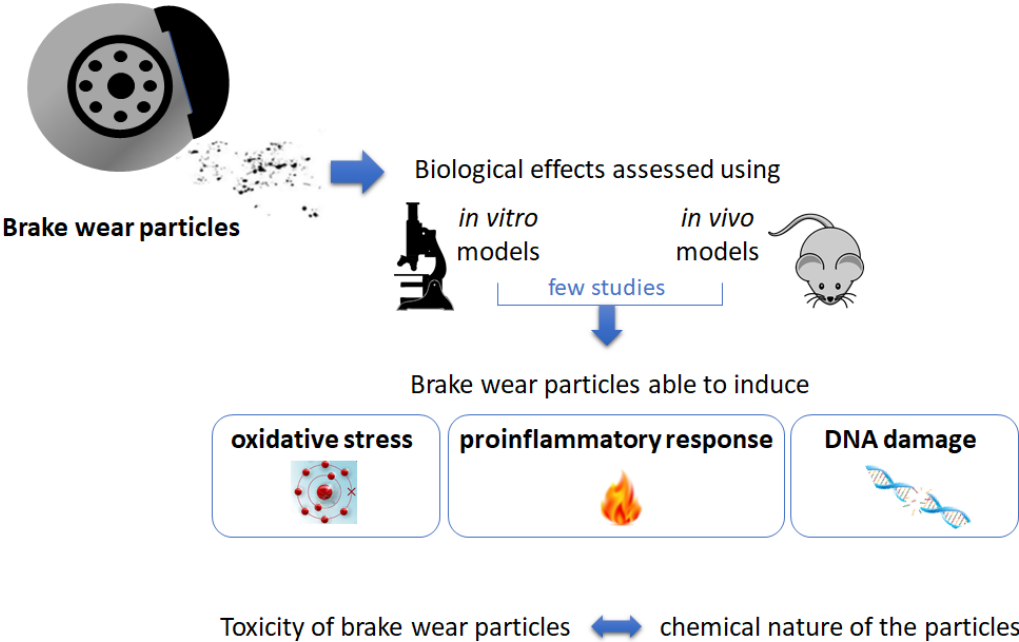 Brake wear particles
Biological effects assessed using
in vitro
models
in vivo
models
few studies
Brake wear particles able to induce
oxidative stress
proinflammatory response
DNA damage
Toxicity of brake wear particles
chemical nature of the particles